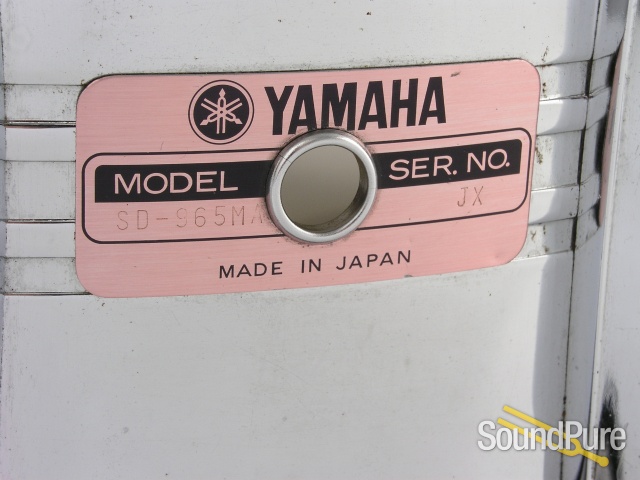 YAMAHA
MODEL SER. NO.
SD-965MA JX
MADE IN JAPAN
SoundPure